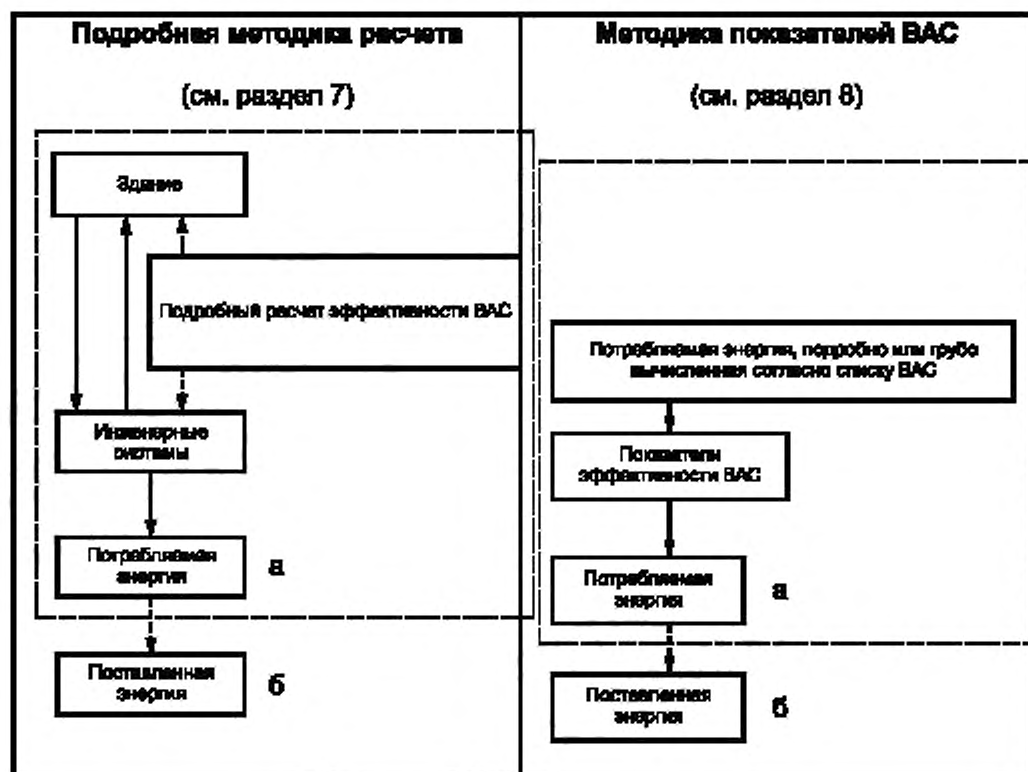 Подробная методика расчета
(см. раздел 7)
Здание
Подробный расчет эффективности ВАС
Инженерные
системы
Потребляемая
энергия
а
Поставленная
энергия
б
Методика показателей ВАС
(см. раздел 8)
Потребляемая энергия, подробно или грубо
вычисленная согласно списку ВАС
Показатели
эффективности ВАС
Потребляемая
энергия
а
Поставленная
энергия
б